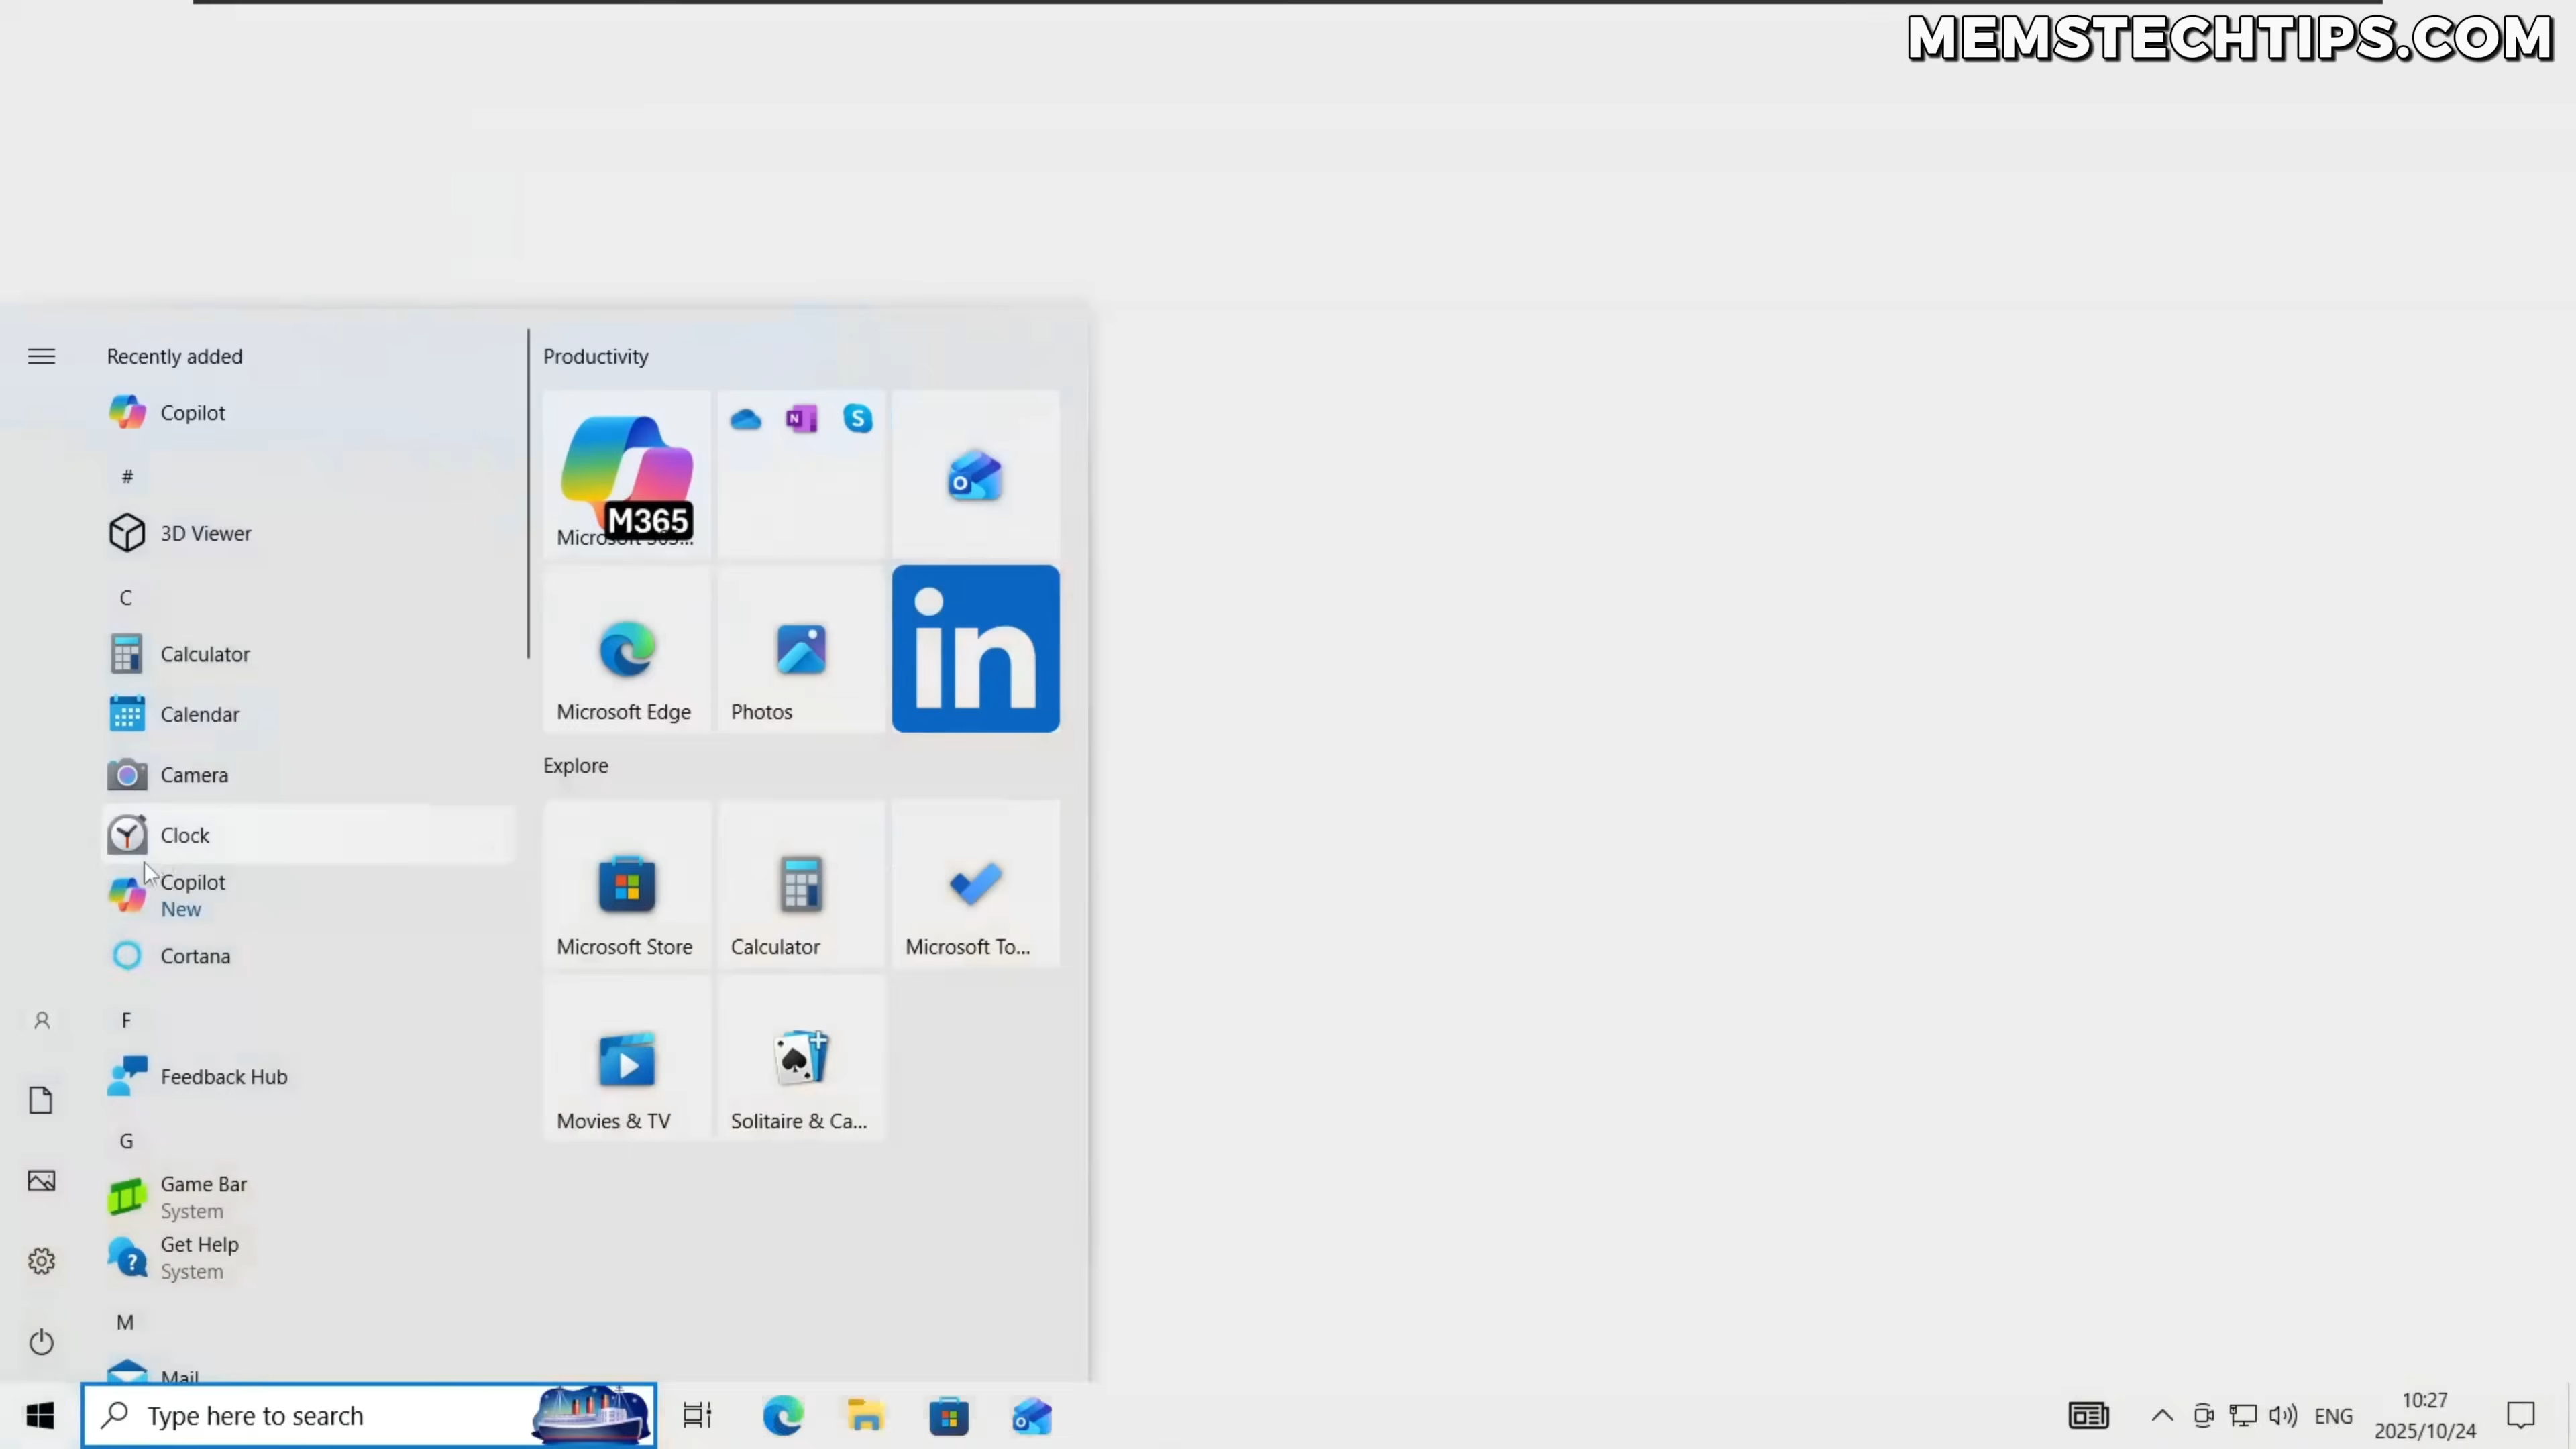 MEMSTECHTIPS.COM
Recently added
Copilot
#
3D Viewer
C
Calculator
Calendar
Camera
Clock
Copilot
New
Cortana
F
Feedback Hub
G
Game Bar
System
Get Help
System
M
Mail
Productivity
M365
N
S
O
Microsoft Edge
Photos
in
Explore
Microsoft Store
Calculator
Microsoft To...
Movies & TV
Solitaire & Ca...
Type here to search
ENG
10:27
2025/10/24